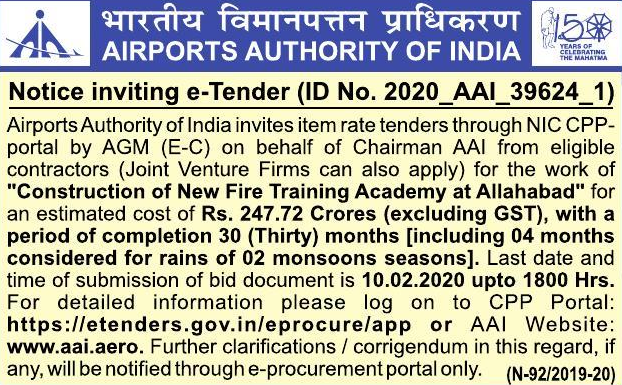 भारतीय विमानपत्तन प्राधिकरण
AIRPORTS AUTHORITY OF INDIA
150
YEARS OF
CELEBRATING
THE MAHATMA
Notice inviting e-Tender (ID No. 2020_AAI_39624_1)
Airports Authority of India invites item rate tenders through NIC CPP-
portal by AGM (E-C) on behalf of Chairman AAI from eligible
contractors (Joint Venture Firms can also apply) for the work of
"Construction of New Fire Training Academy at Allahabad" for
an estimated cost of Rs. 247.72 Crores (excluding GST), with a
period of completion 30 (Thirty) months [including 04 months
considered for rains of 02 monsoons seasons]. Last date and
time of submission of bid document is 10.02.2020 upto 1800 Hrs.
For detailed information please log on to CPP Portal:
https://etenders.gov.in/eprocure/app or AAI Website:
www.aai.aero. Further clarifications / corrigendum in this regard, if
any, will be notified through e-procurement portal only.
(N-92/2019-20)